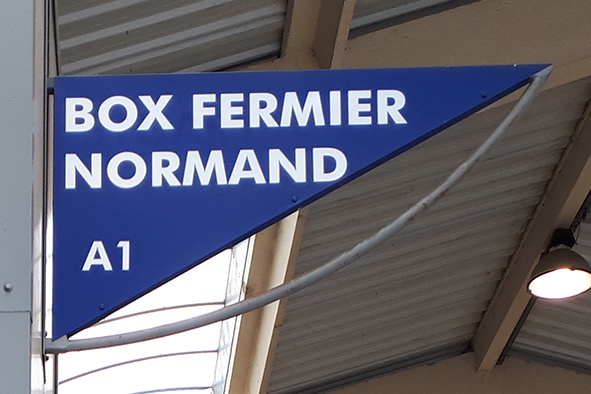 BOX FERMIER
NORMAND
A1